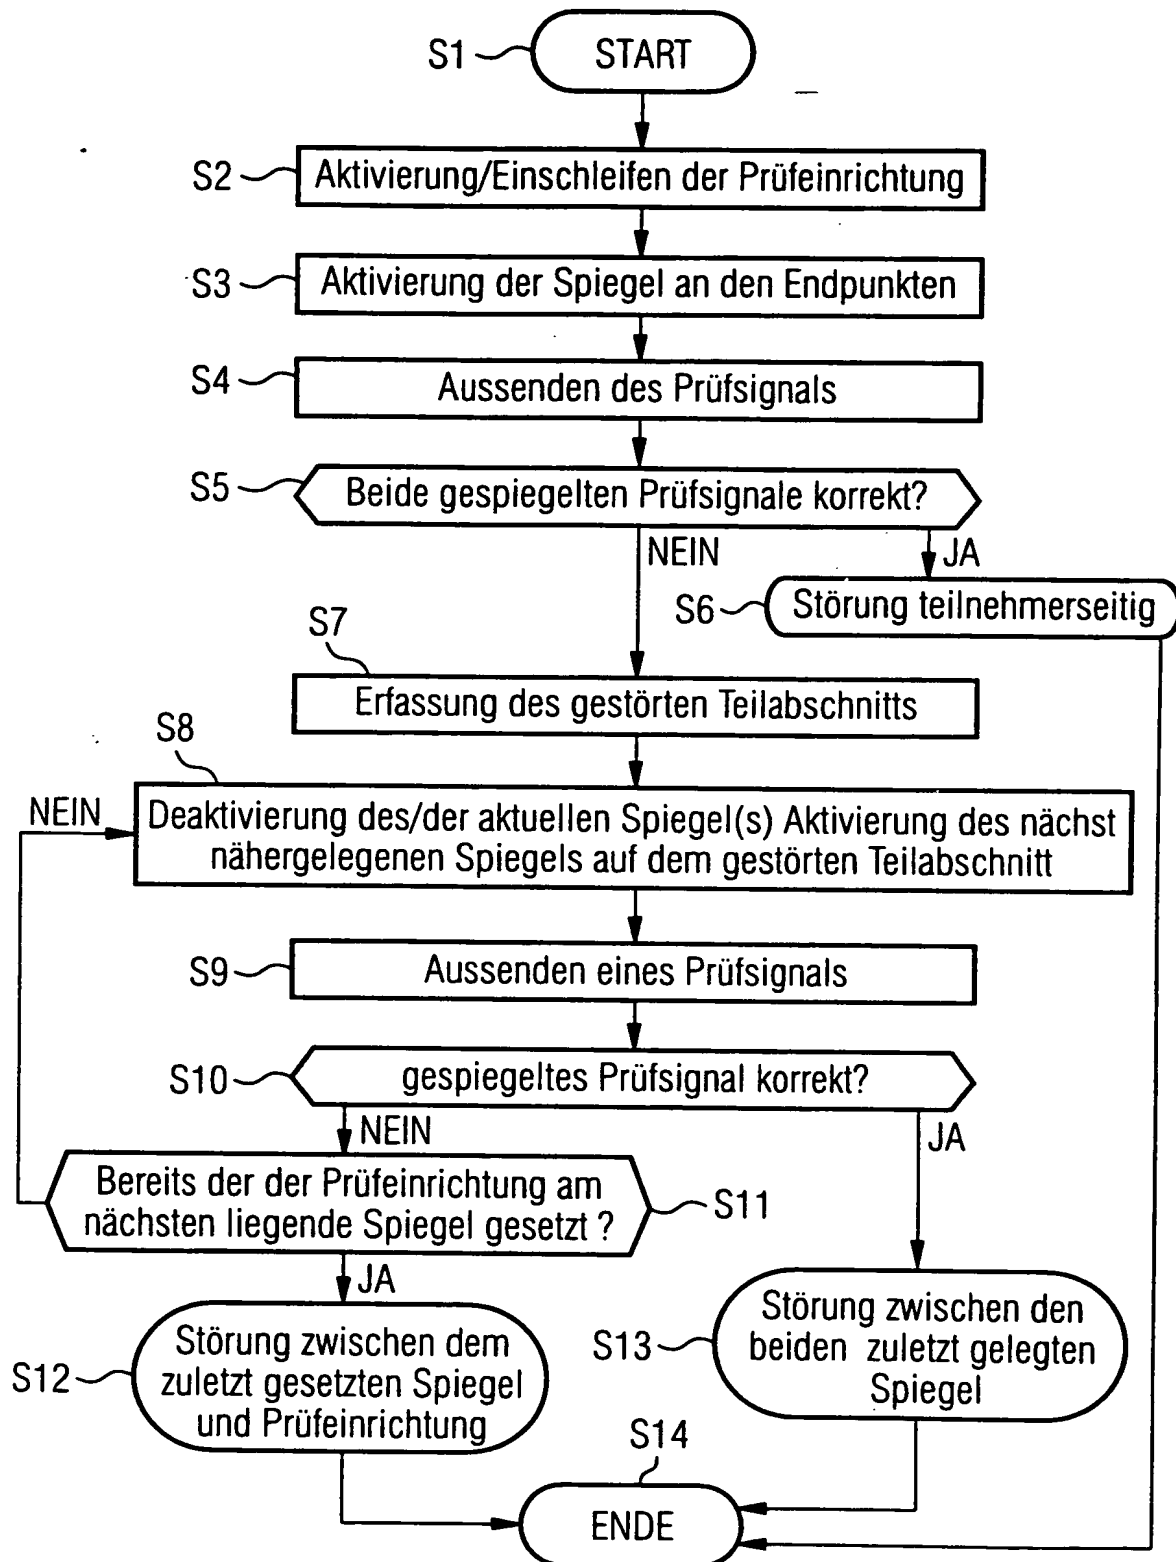 S1
START
S2
Aktivierung/Einschleifen der Prüfeinrichtung
S3
Aktivierung der Spiegel an den Endpunkten
S4
Aussenden des Prüfsignals
S5
Beide gespiegelten Prüfsignale korrekt?
NEIN
JA
S6
Störung teilnehmerseitig
S7
Erfassung des gestörten Teilabschnitts
S8
NEIN
Deaktivierung des/der aktuellen Spiegel(s) Aktivierung des nächst
nähergelegenen Spiegels auf dem gestörten Teilabschnitt
S9
Aussenden eines Prüfsignals
S10
gespiegeltes Prüfsignal korrekt?
NEIN
JA
Bereits der der Prüfeinrichtung am
nächsten liegende Spiegel gesetzt ?
S11
JA
S12
Störung zwischen dem
zuletzt gesetzten Spiegel
und Prüfeinrichtung
S13
Störung zwischen den
beiden zuletzt gelegten
Spiegel
S14
ENDE